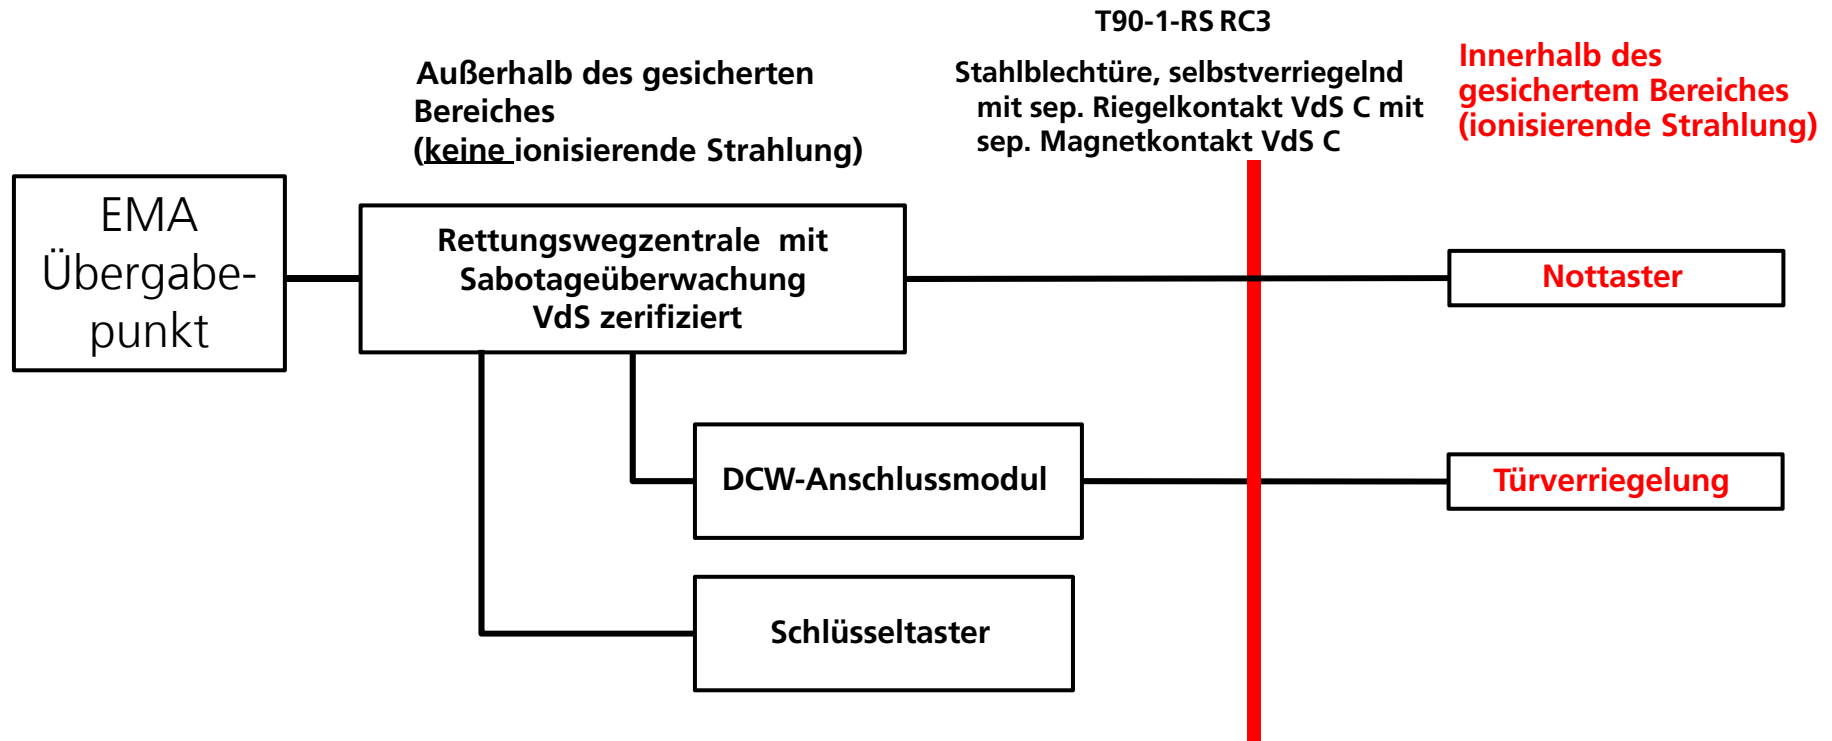 T90-1-RS RC3
Außerhalb des gesicherten
Bereiches
(keine ionisierende Strahlung)
Stahlblechtüre, selbstverriegelnd
mit sep. Riegelkontakt VdS C mit
sep. Magnetkontakt VdS C
Innerhalb des
gesichertem Bereiches
(ionisierende Strahlung)
EMA
Übergabe-
punkt
Rettungswegzentrale mit
Sabotageüberwachung
VdS zerifiziert
Nottaster
DCW-Anschlussmodul
Türverriegelung
Schlüsseltaster